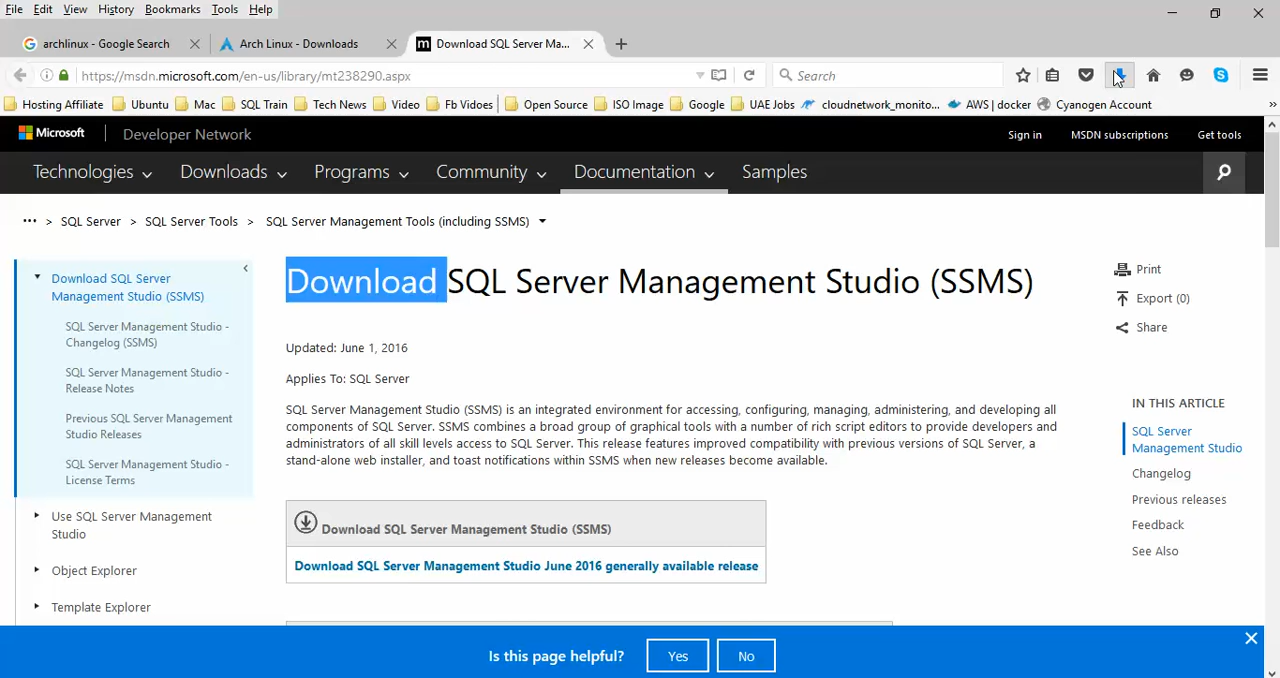 File Edit View History Bookmarks Tools Help
archlinux - Google Search
Arch Linux - Downloads
Download SQL Server Ma...
https://msdn.microsoft.com/en-us/library/mt238290.aspx
Search
Hosting Affiliate Ubuntu Mac SQL Train Tech News Video Fb Vidoes Open Source ISO Image Google UAE Jobs cloudnetwork_monito... AWS | docker Cyanogen Account »
Microsoft Developer Network Sign in MSDN subscriptions Get tools
Technologies Downloads Programs Community Documentation Samples
... > SQL Server > SQL Server Tools > SQL Server Management Tools (including SSMS)
Download SQL Server
Management Studio (SSMS)
SQL Server Management Studio -
Changelog (SSMS)
SQL Server Management Studio -
Release Notes
Previous SQL Server Management
Studio Releases
SQL Server Management Studio -
License Terms
Use SQL Server Management
Studio
Object Explorer
Template Explorer
Download SQL Server Management Studio (SSMS)
Updated: June 1, 2016
Applies To: SQL Server
SQL Server Management Studio (SSMS) is an integrated environment for accessing, configuring, managing, administering, and developing all
components of SQL Server. SSMS combines a broad group of graphical tools with a number of rich script editors to provide developers and
administrators of all skill levels access to SQL Server. This release features improved compatibility with previous versions of SQL Server, a
stand-alone web installer, and toast notifications within SSMS when new releases become available.
Download SQL Server Management Studio (SSMS)
Download SQL Server Management Studio June 2016 generally available release
Print
Export (0)
Share
IN THIS ARTICLE
SQL Server
Management Studio
Changelog
Previous releases
Feedback
See Also
Is this page helpful? Yes No